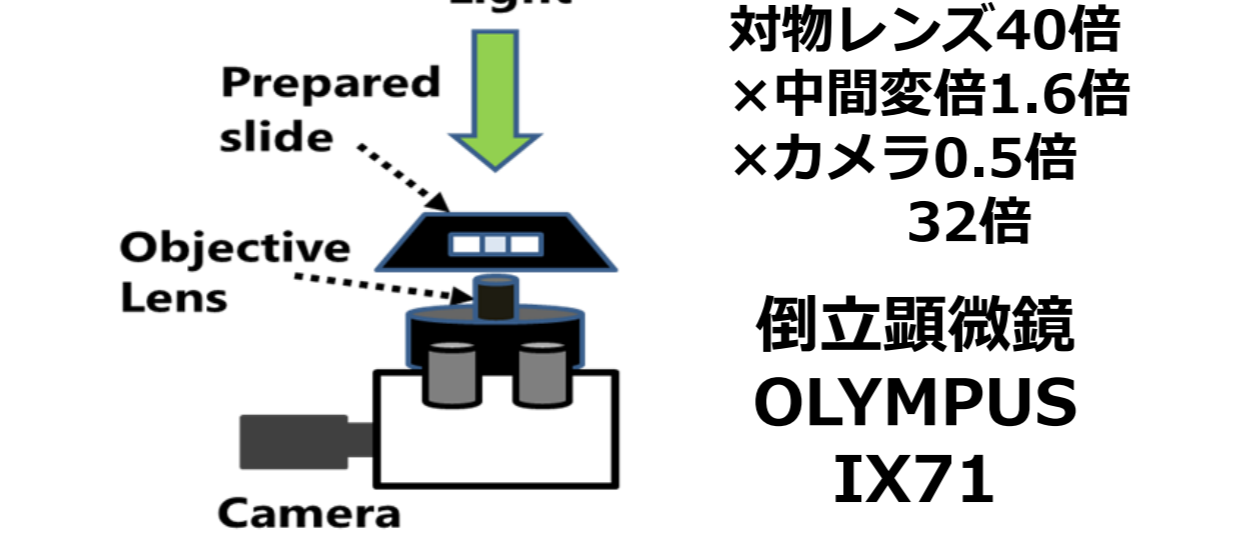 Light
Prepared
slide
Objective
Lens
Camera
対物レンズ40倍
×中間変倍1.6倍
×カメラ0.5倍
32倍
倒立顕微鏡
OLYMPUS
IX71